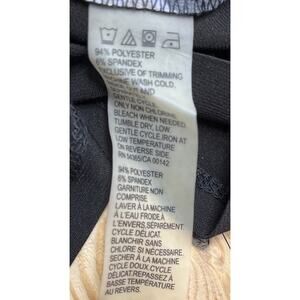 94% POLYESTER
6% SPANDEX
EXCLUSIVE OF TRIMMING
WASH COLD.
AND
GENTLE CYCLE.
ONLY NON CHLORINE
BLEACH WHEN NEEDED.
TUMBLE DRY, LOW.
GENTLE CYCLE.IRON AT
LOW TEMPERATURE
ON REVERSE SIDE
RN 54365/CA 00142
94% POLYESTER
6% SPANDEX
GARNITURE NON
COMPRISE
LAVER À LA MACHINE
À L'EAU FROIDE À
L'ENVERS,SÉPARÉMENT.
CYCLE DÉLICAT.
BLANCHIR SANS
CHLORE SI NÉCESSAIRE.
SECHER À LA MACHINE
CYCLE DOUX.CYCLE
DÉLICAT. REPASSEZ À
BASSE TEMPÉRATURE
AU REVERS.